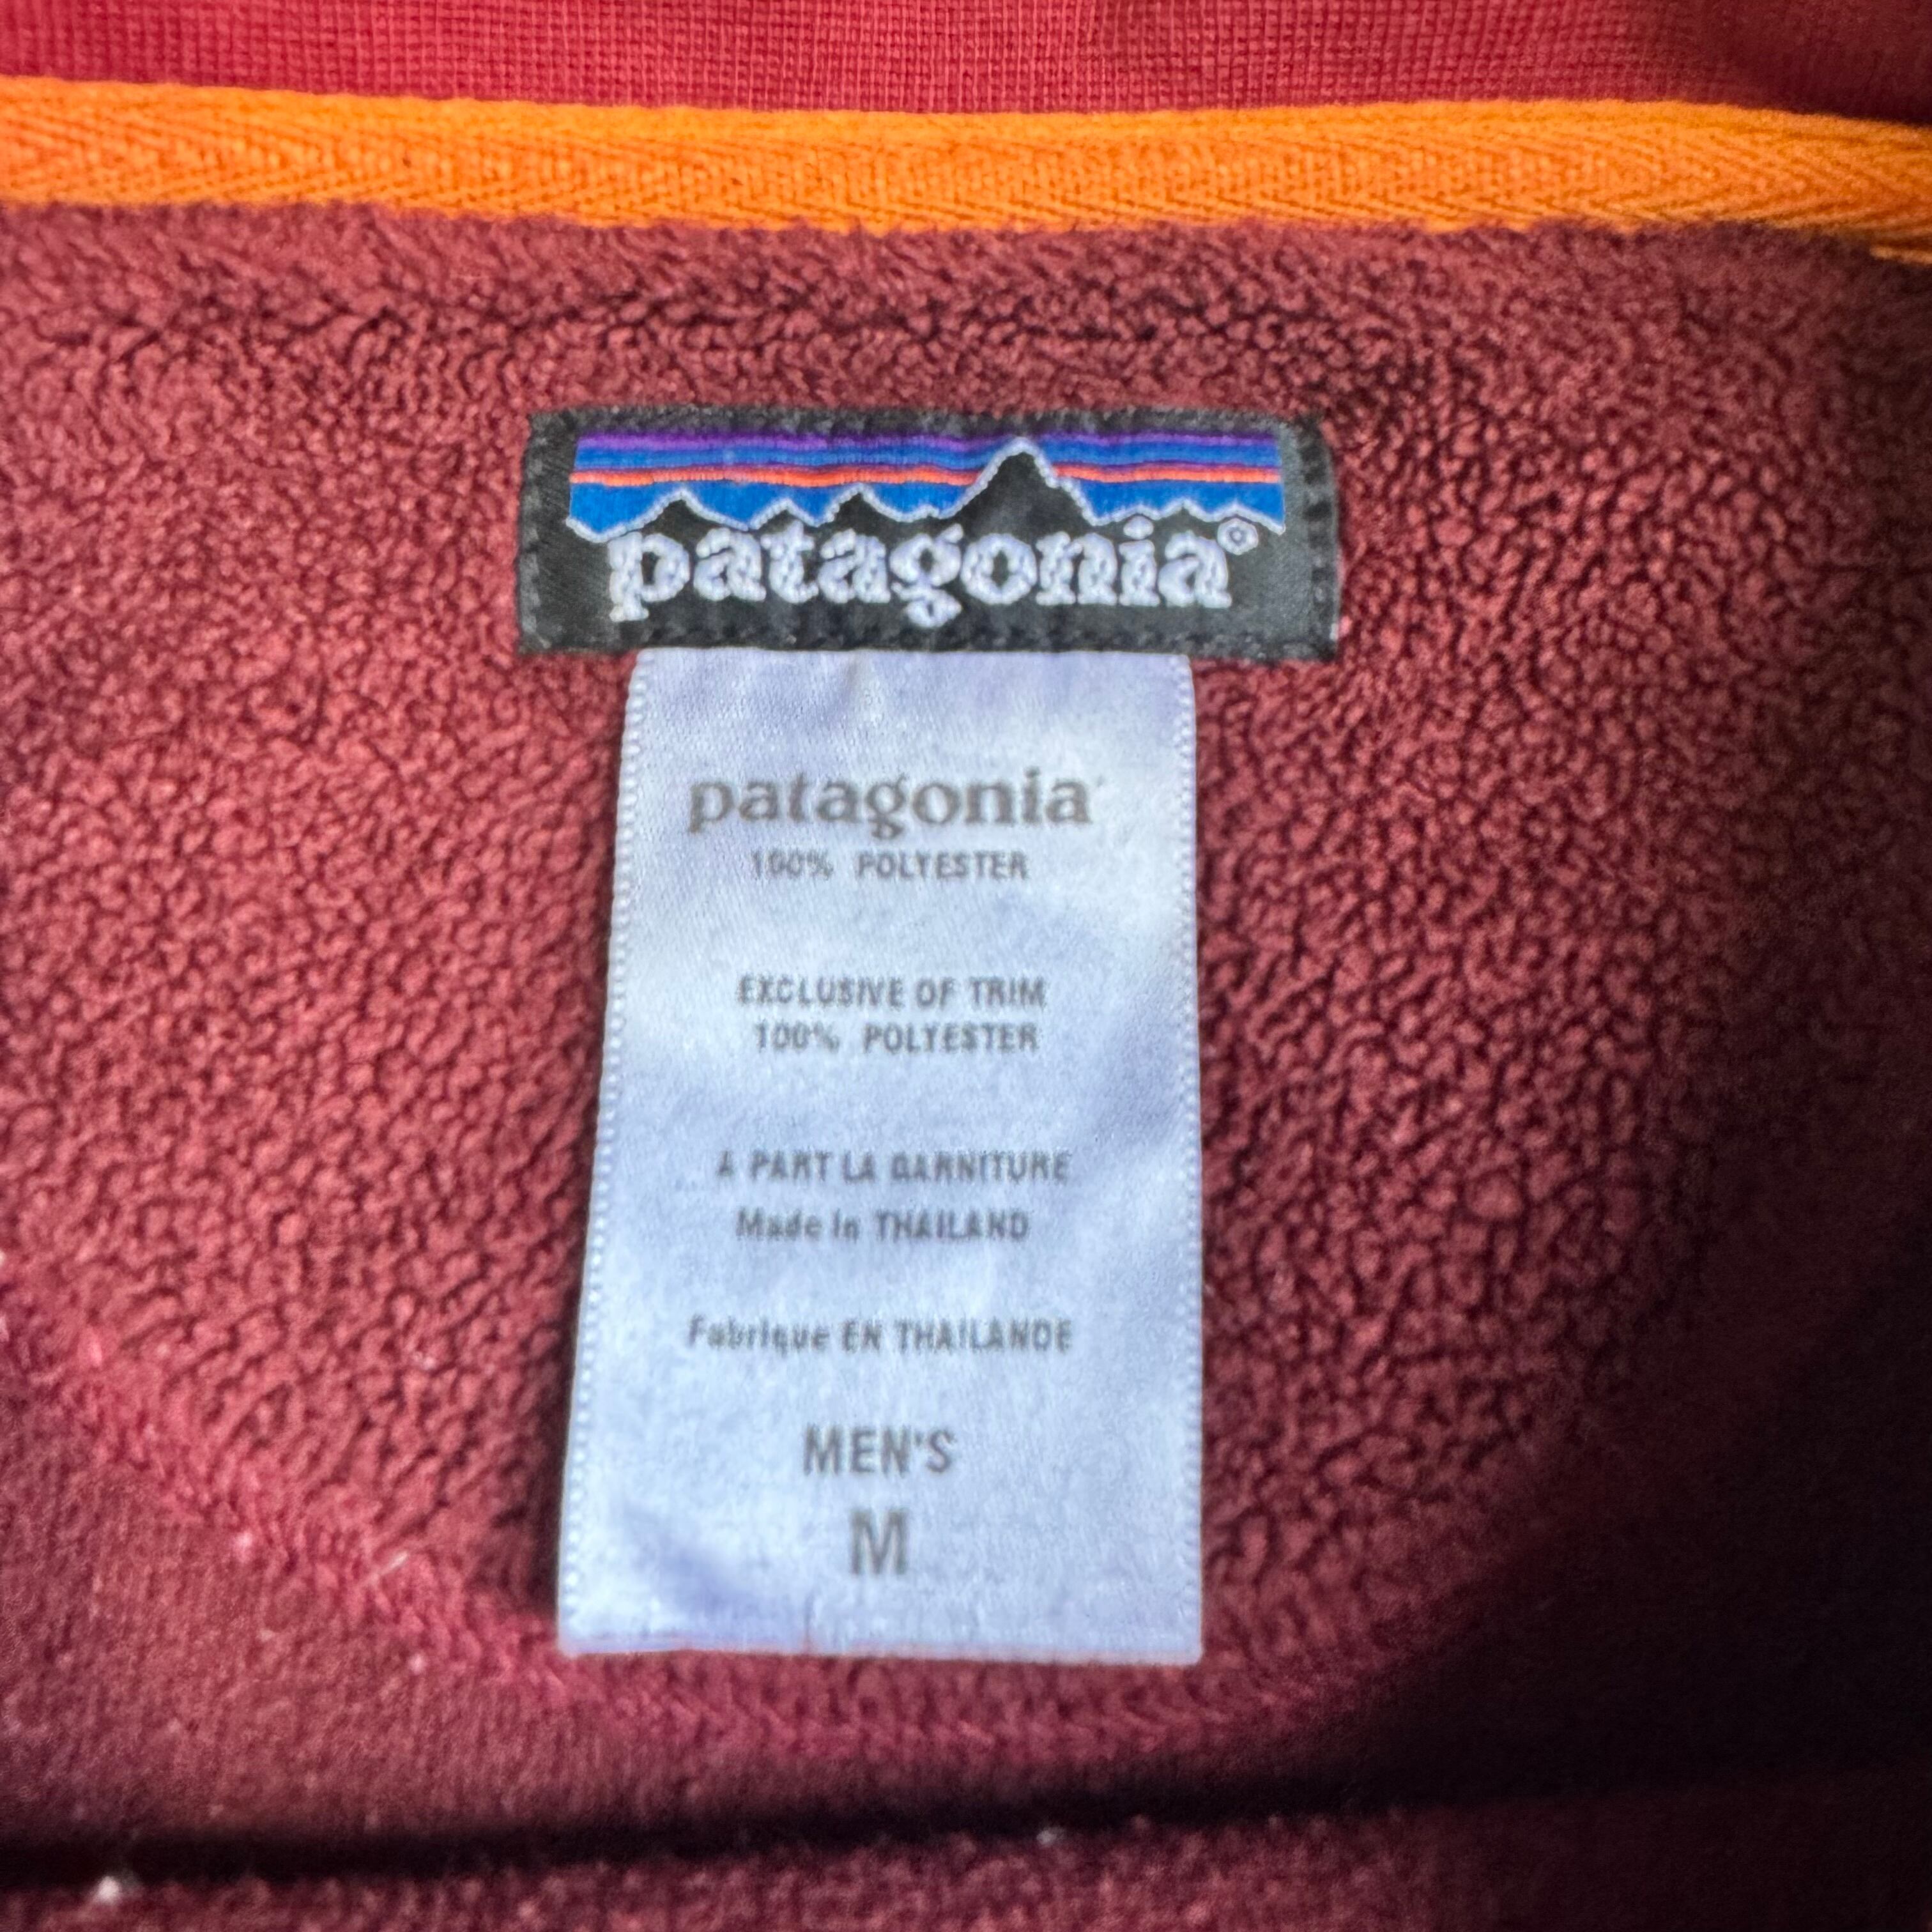 patagonia®
patagonia
100% POLYESTER
EXCLUSIVE OF TRIM
100% POLYESTER
A PART LA GARNITURE
Made in THAILAND
Fabrique EN THAILANDE
MEN'S
M